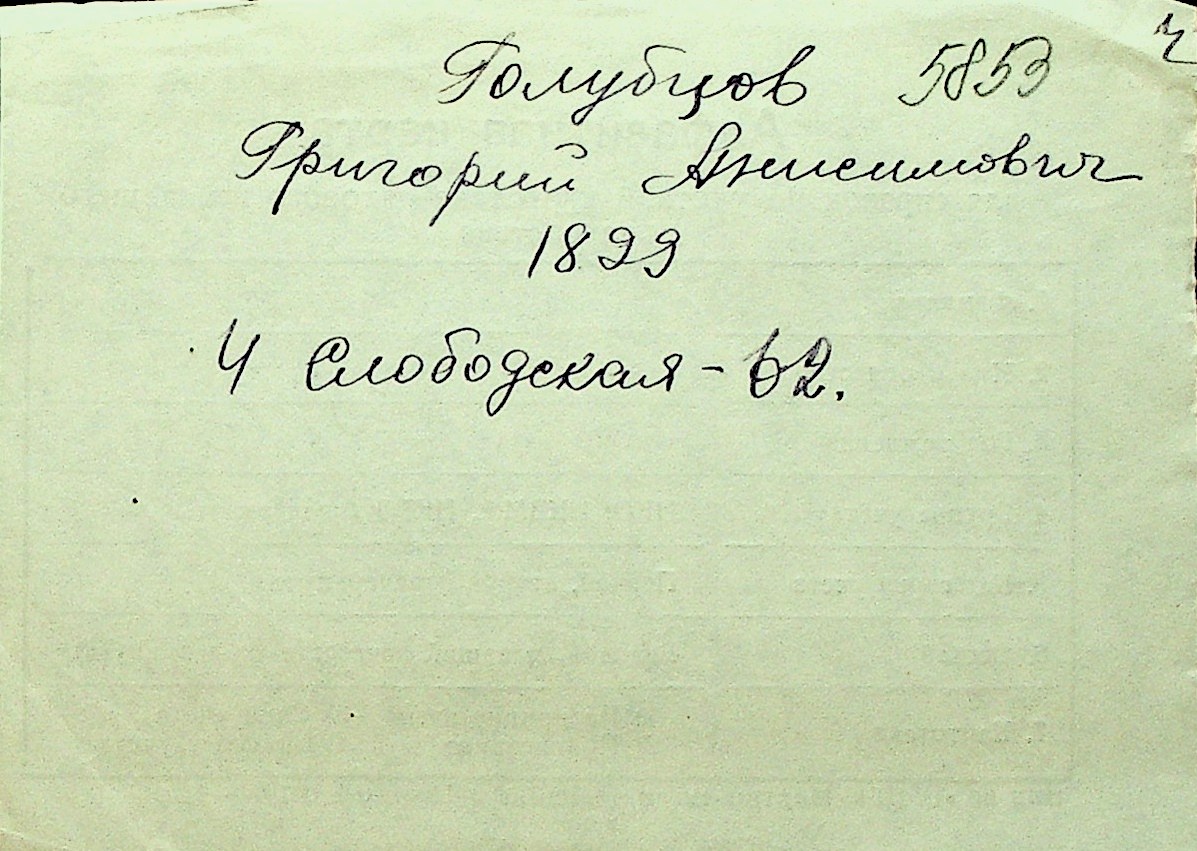 Голубцов 5853
Григорий Анисимович
1899
4 Слободская - 62.